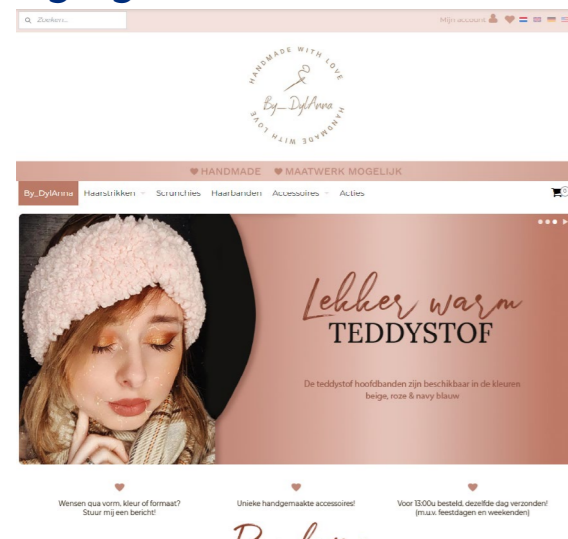 Zoeken...
Mijn account
HANDMADE WITH LOVE
By_DylAnna
HANDMADE WITH LOVE
HANDMADE MAATWERK MOGELIJK
By_DylAnna Haarstrikken Scrunchies Haarbanden Accessoires Acties
0
Lekker warm
TEDDYSTOF
De teddystof hoofdbanden zijn beschikbaar in de kleuren
beige, roze & navy blauw
Wensen qua vorm, kleur of formaat?
Stuur mij een bericht!
Unieke handgemaakte accessoires!
Voor 13:00u besteld, dezelfde dag verzonden!
(m.u.v. feestdagen en weekenden)